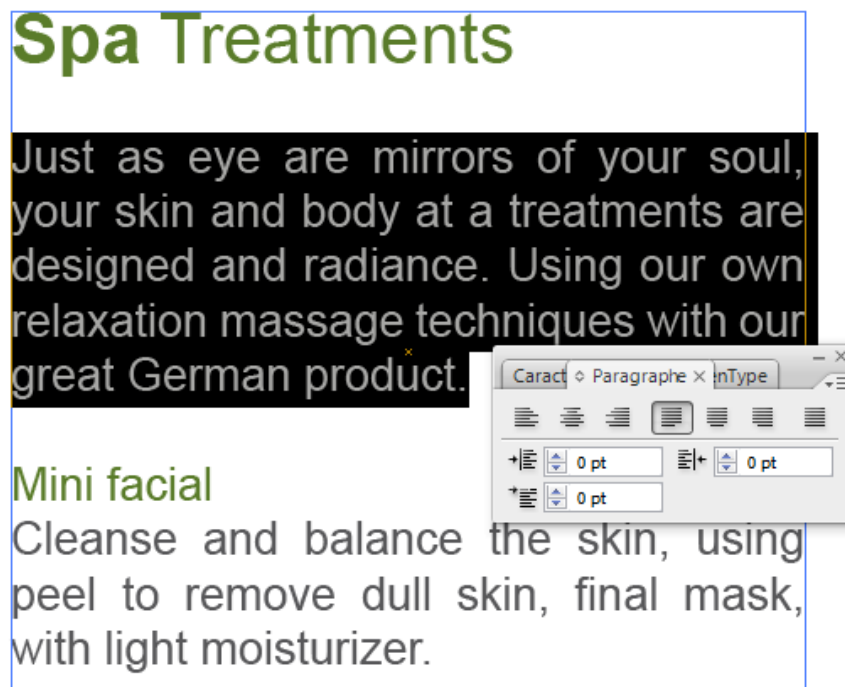 Spa Treatments
Just as eye are mirrors of your soul,
your skin and body at a treatments are
designed and radiance. Using our own
relaxation massage techniques with our
great German product.
Caract Paragraphe enType
0 pt 0 pt
0 pt
Mini facial
Cleanse and balance the skin, using
peel to remove dull skin, final mask,
with light moisturizer.